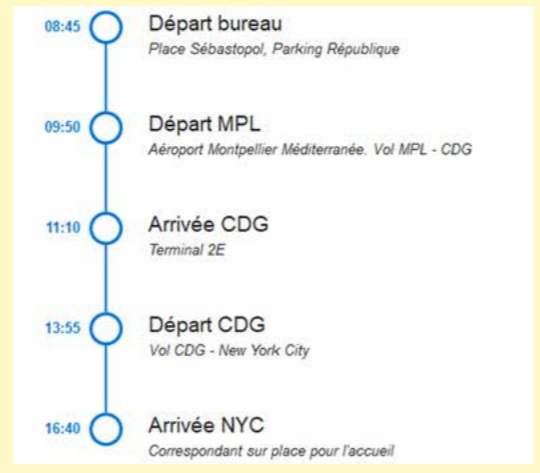 08:45 Départ bureau
Place Sébastopol, Parking République
09:50 Départ MPL
Aéroport Montpellier Méditerranée. Vol MPL - CDG
11:10 Arrivée CDG
Terminal 2E
13:55 Départ CDG
Vol CDG - New York City
16:40 Arrivée NYC
Correspondant sur place pour l'accueil